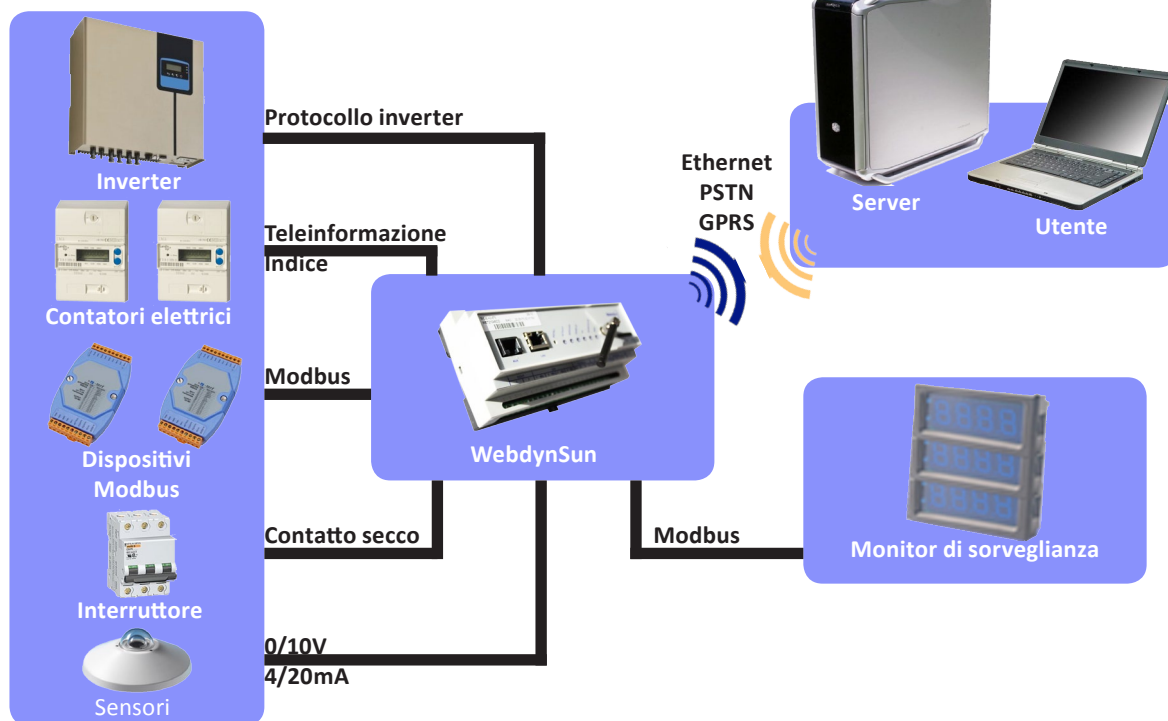 Inverter
Contatori elettrici
Dispositivi
Modbus
Interruttore
Sensori
Protocollo inverter
Teleinformazione
Indice
Modbus
Contatto secco
0/10V
4/20mA
WebdynSun
Ethernet
PSTN
GPRS
Server
Utente
Modbus
Monitor di sorveglianza